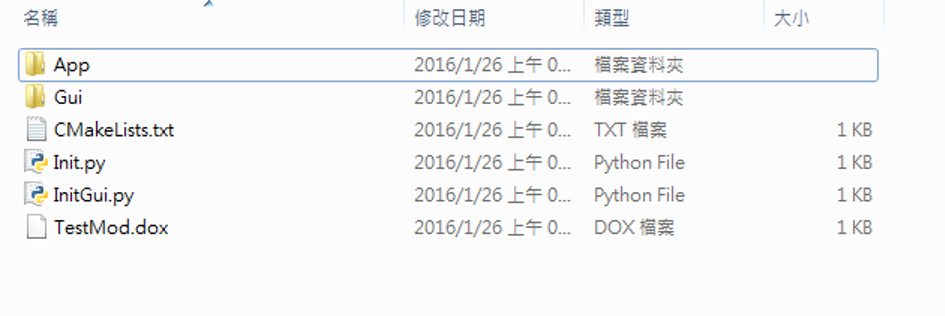 名稱 修改日期 類型 大小
App 2016/1/26 上午 0... 檔案資料夾
Gui 2016/1/26 上午 0... 檔案資料夾
CMakeLists.txt 2016/1/26 上午 0... TXT 檔案 1 KB
Init.py 2016/1/26 上午 0... Python File 1 KB
InitGui.py 2016/1/26 上午 0... Python File 1 KB
TestMod.dox 2016/1/26 上午 0... DOX 檔案 1 KB